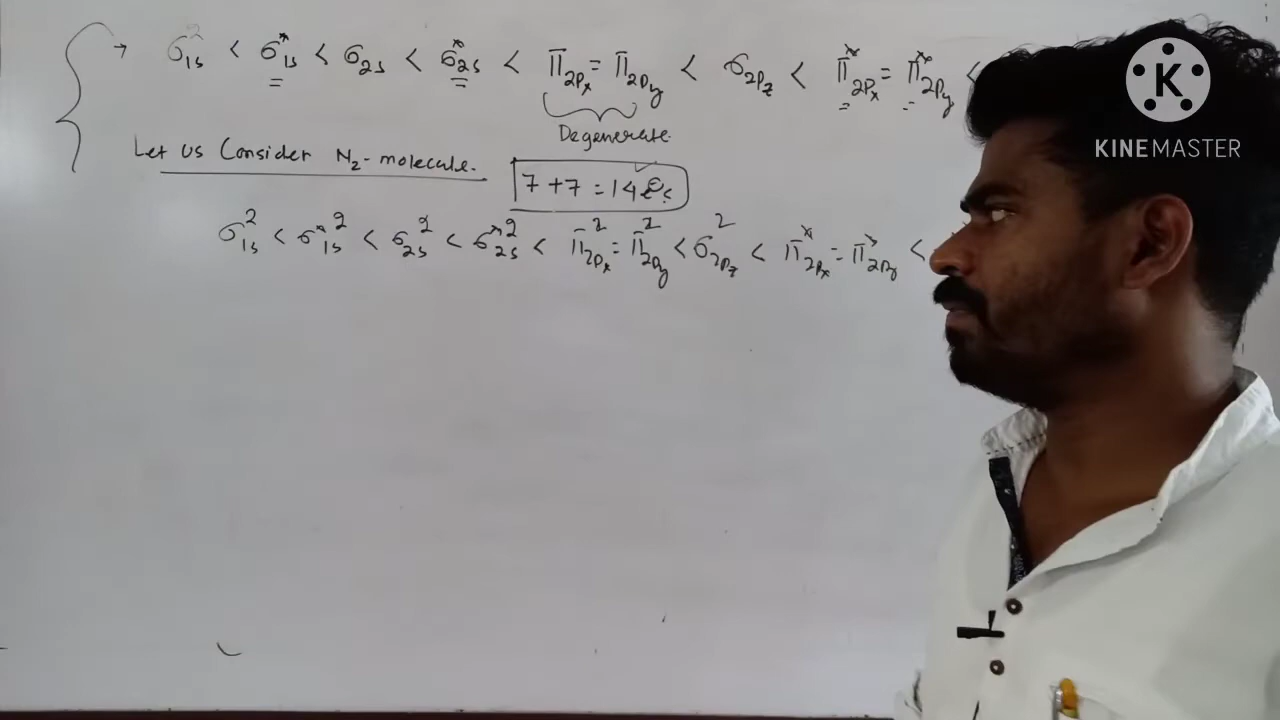 → σ1s < σ*1s < σ2s < σ*2s < π2Px = π2Py < σ2Pz < π*2Px = π*2Py <
Degenerate
Let us Consider N2-molecule. 7+7=14e⁻s
σ1s² < σ*1s² < σ2s² < σ*2s² < π2Px² = π2Py² < σ2Pz² < π*2Px = π*2Py <
K
KINEMASTER